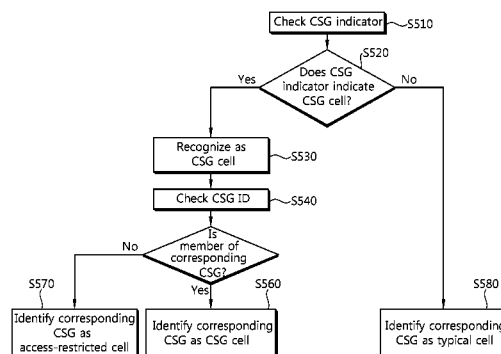 Check CSG indicator
S510
S520
Does CSG
indicator indicate
CSG cell?
Yes
No
Recognize as
CSG cell
S530
Check CSG ID
S540
Is
member of
corresponding
CSG?
No
Yes
S570
S560
S580
Identify corresponding
CSG as
access-restricted cell
Identify corresponding
CSG as CSG cell
Identify corresponding
CSG as typical cell